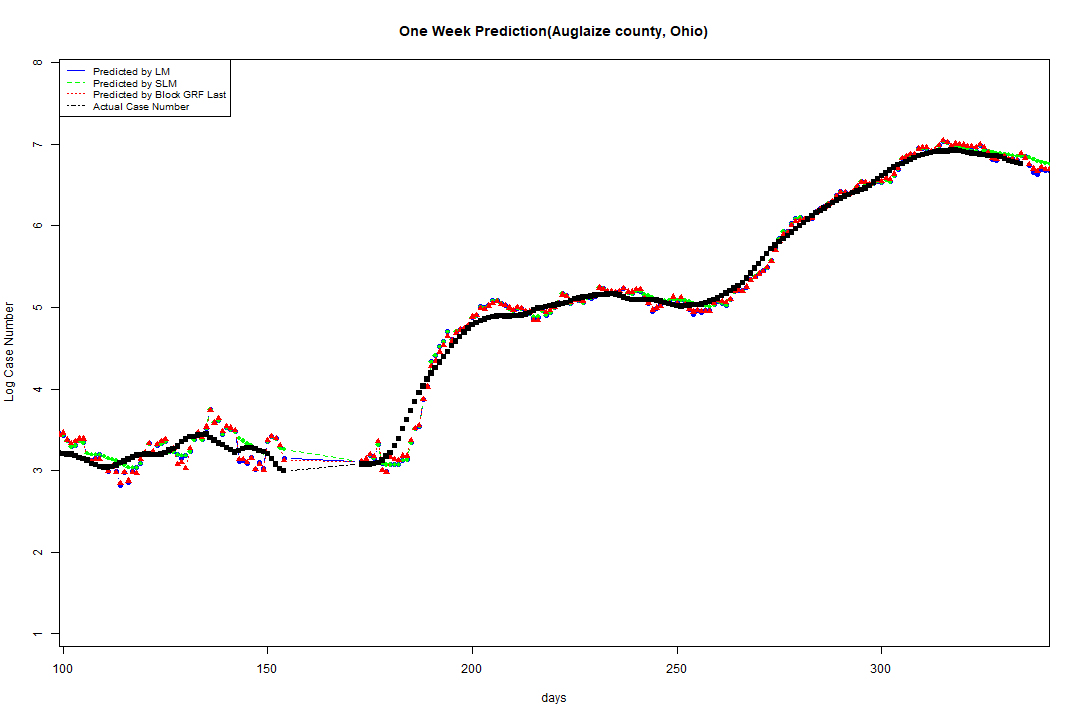 One Week Prediction(Auglaize county, Ohio)
Predicted by LM
Predicted by SLM
Predicted by Block GRF Last
Actual Case Number
8
7
6
5
4
3
2
1
Log Case Number
100 150 200 250 300
days